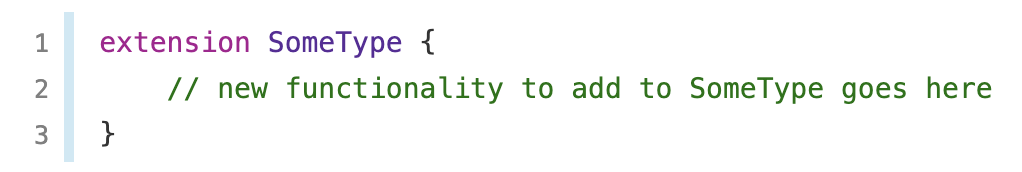 1 extension SomeType {
2     // new functionality to add to SomeType goes here
3 }